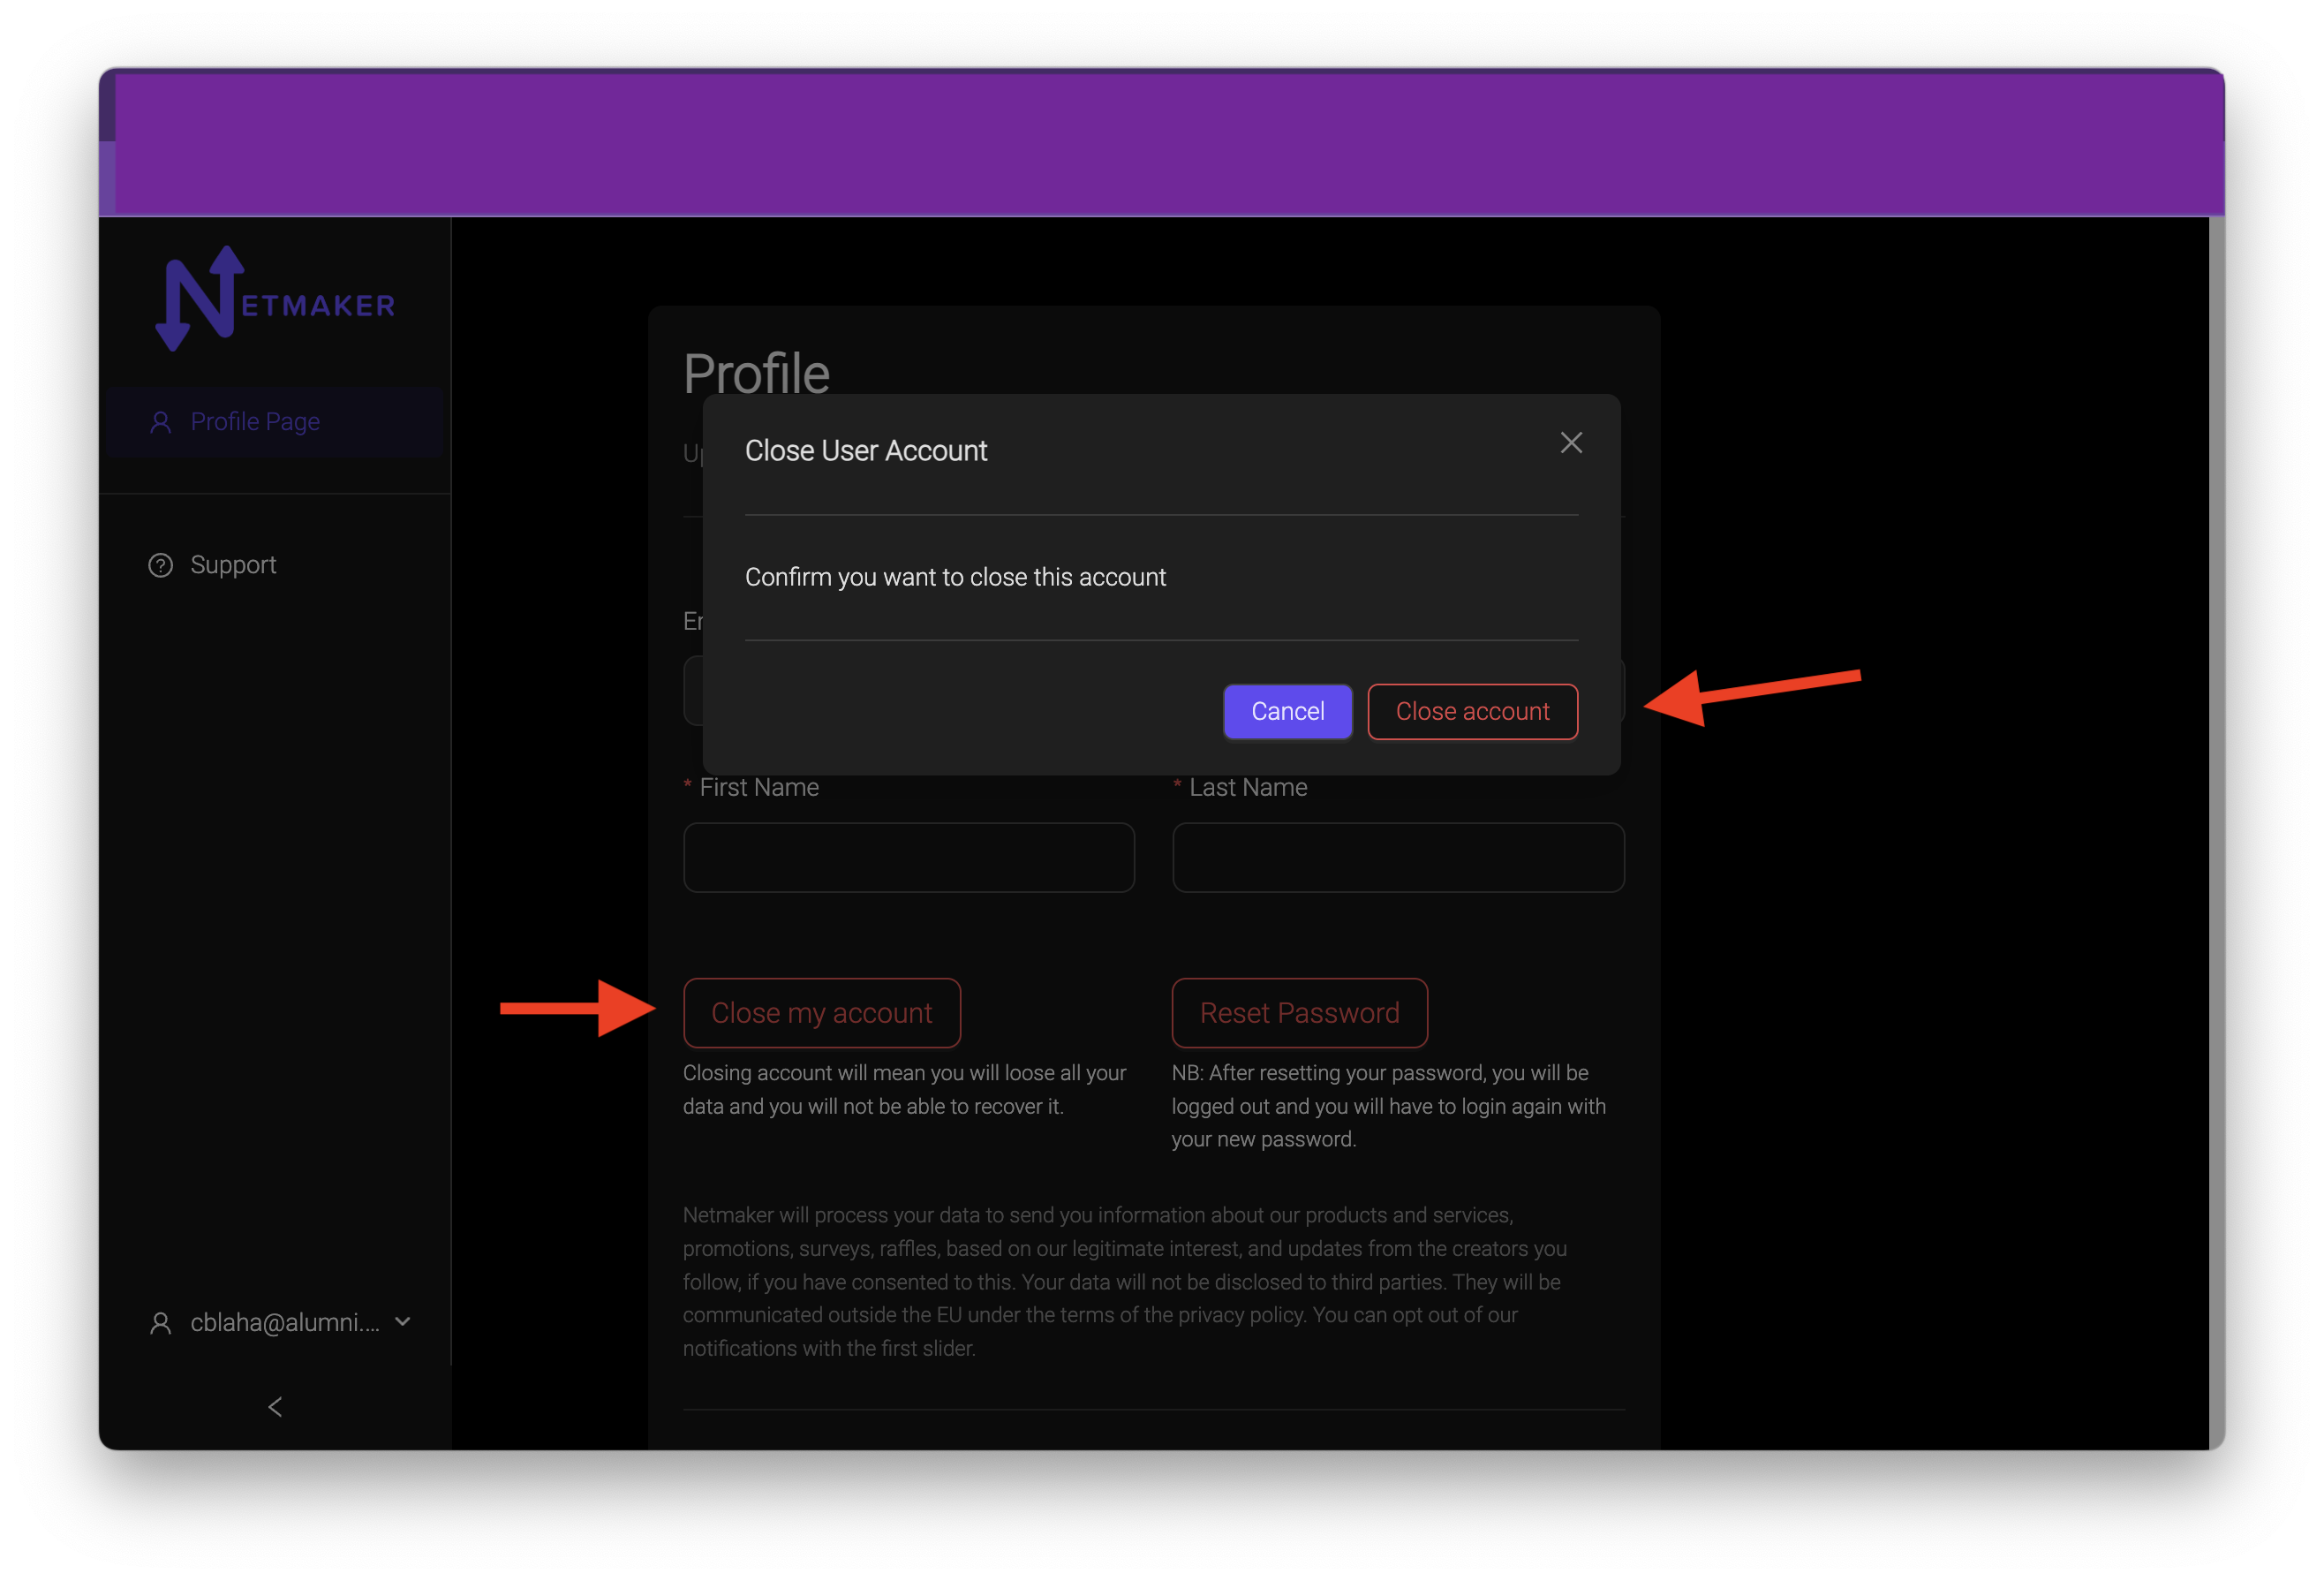 NETMAKER
Profile Page
Support
cblaha@alumni....
Profile
Close User Account
Confirm you want to close this account
Cancel
Close account
* First Name
* Last Name
Close my account
Closing account will mean you will loose all your
data and you will not be able to recover it.
Reset Password
NB: After resetting your password, you will be
logged out and you will have to login again with
your new password.
Netmaker will process your data to send you information about our products and services,
promotions, surveys, raffles, based on our legitimate interest, and updates from the creators you
follow, if you have consented to this. Your data will not be disclosed to third parties. They will be
communicated outside the EU under the terms of the privacy policy. You can opt out of our
notifications with the first slider.